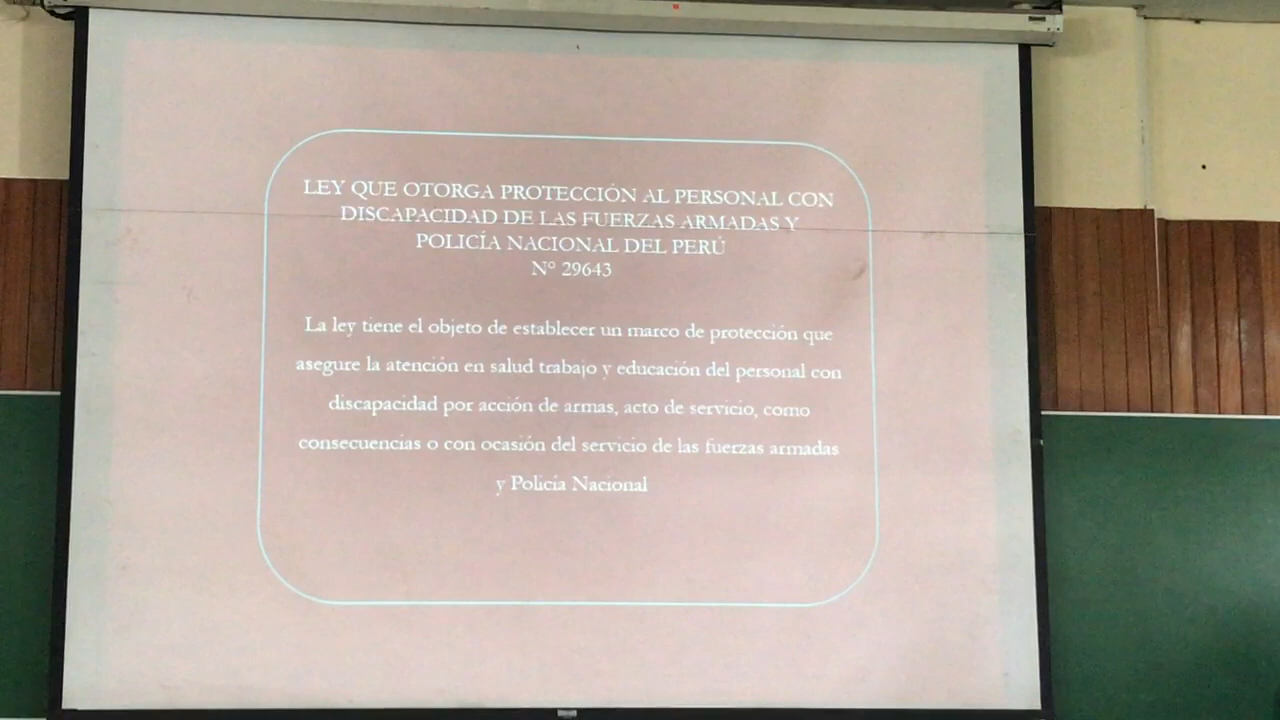 LEY QUE OTORGA PROTECCIÓN AL PERSONAL CON
DISCAPACIDAD DE LAS FUERZAS ARMADAS Y
POLICÍA NACIONAL DEL PERÚ
N° 29643
La ley tiene el objeto de establecer un marco de protección que
asegure la atención en salud trabajo y educación del personal con
discapacidad por acción de armas, acto de servicio, como
consecuencias o con ocasión del servicio de las fuerzas armadas
y Policía Nacional